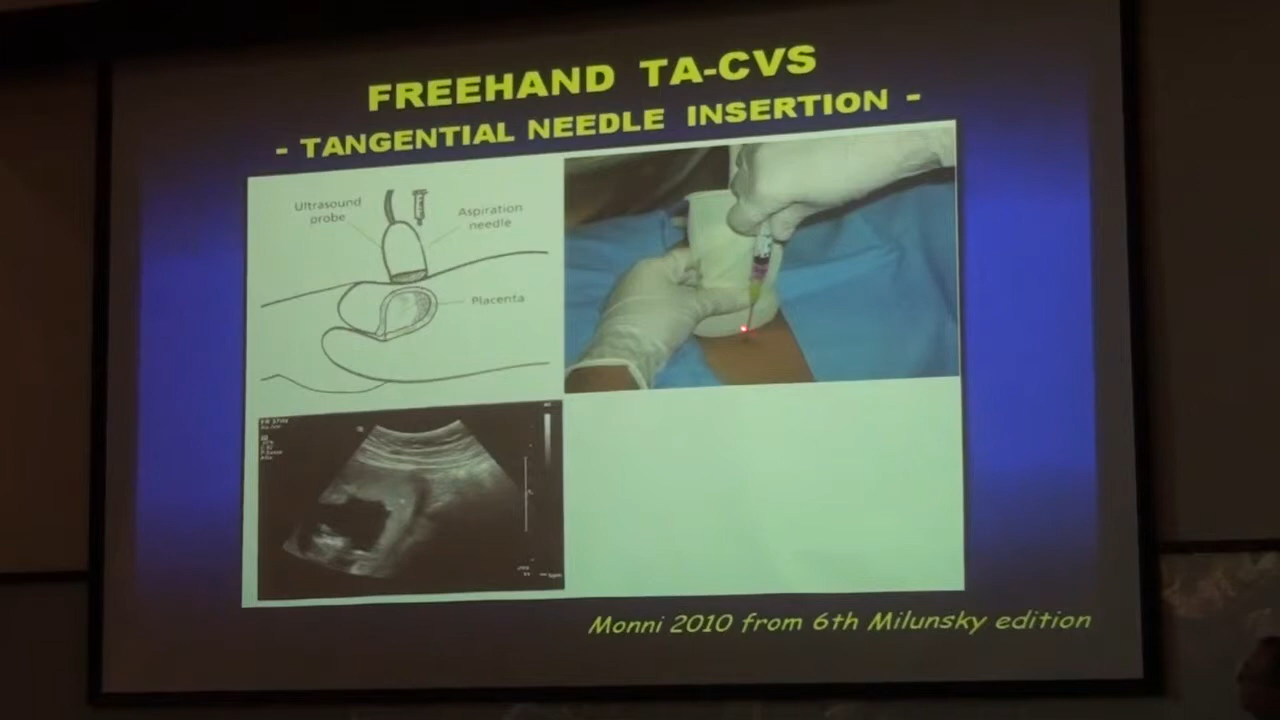 FREEHAND TA-CVS
- TANGENTIAL NEEDLE INSERTION -
Ultrasound
probe
Aspiration
needle
Placenta
Monni 2010 from 6th Milunsky edition